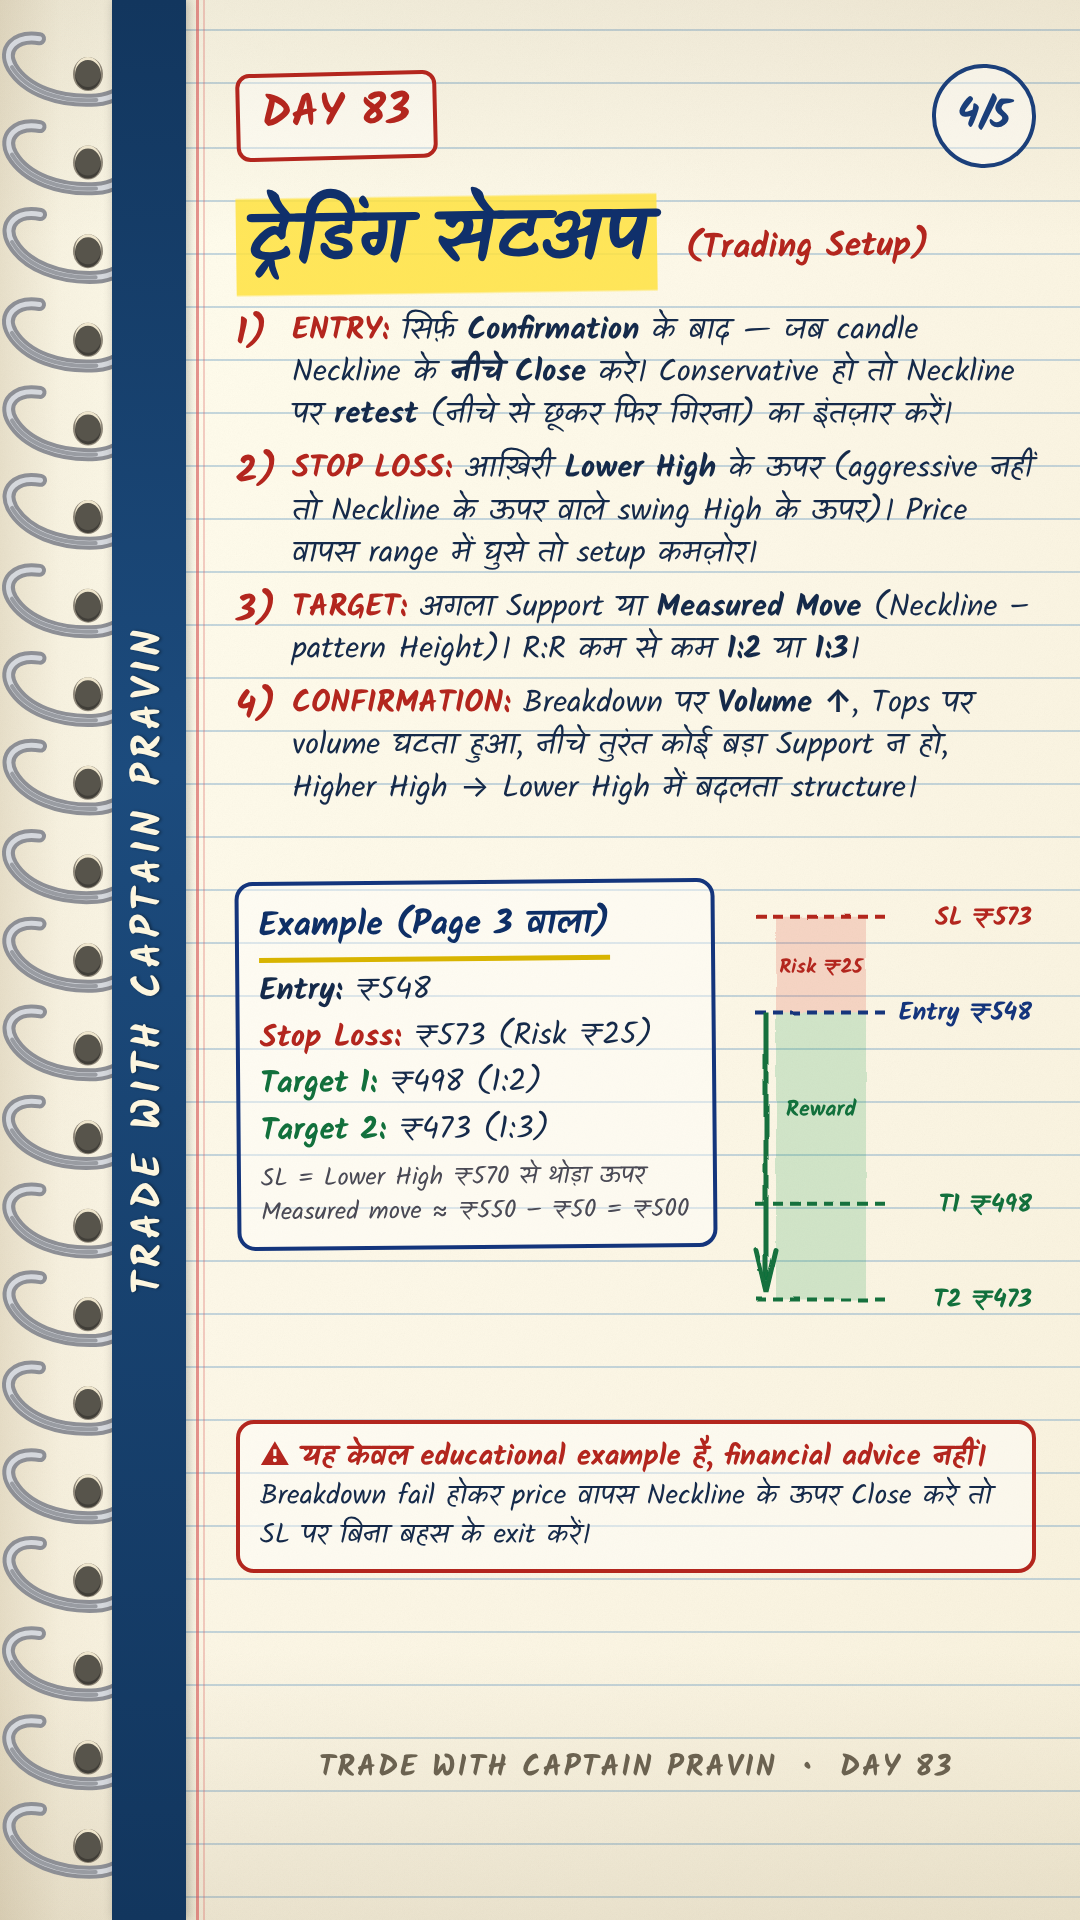 DAY 83
4/5
ट्रेडिंग सेटअप (Trading Setup)
1) ENTRY: सिर्फ़ Confirmation के बाद — जब candle
Neckline के नीचे Close करे। Conservative हो तो Neckline
पर retest (नीचे से छूकर फिर गिरना) का इंतज़ार करें।
2) STOP LOSS: आख़िरी Lower High के ऊपर (aggressive नहीं
तो Neckline के ऊपर वाले swing High के ऊपर)। Price
वापस range में घुसे तो setup कमज़ोर।
3) TARGET: अगला Support या Measured Move (Neckline −
pattern Height)। R:R कम से कम 1:2 या 1:3।
4) CONFIRMATION: Breakdown पर Volume ↑, Tops पर
volume घटता हुआ, नीचे तुरंत कोई बड़ा Support न हो,
Higher High → Lower High में बदलता structure।
Example (Page 3 वाला)
Entry: ₹548
Stop Loss: ₹573 (Risk ₹25)
Target 1: ₹498 (1:2)
Target 2: ₹473 (1:3)
SL = Lower High ₹570 से थोड़ा ऊपर
Measured move ≈ ₹550 − ₹50 = ₹500
SL ₹573
Risk ₹25
Entry ₹548
Reward
T1 ₹498
T2 ₹473
⚠ यह केवल educational example है, financial advice नहीं।
Breakdown fail होकर price वापस Neckline के ऊपर Close करे तो
SL पर बिना बहस के exit करें।
TRADE WITH CAPTAIN PRAVIN · DAY 83
TRADE WITH CAPTAIN PRAVIN